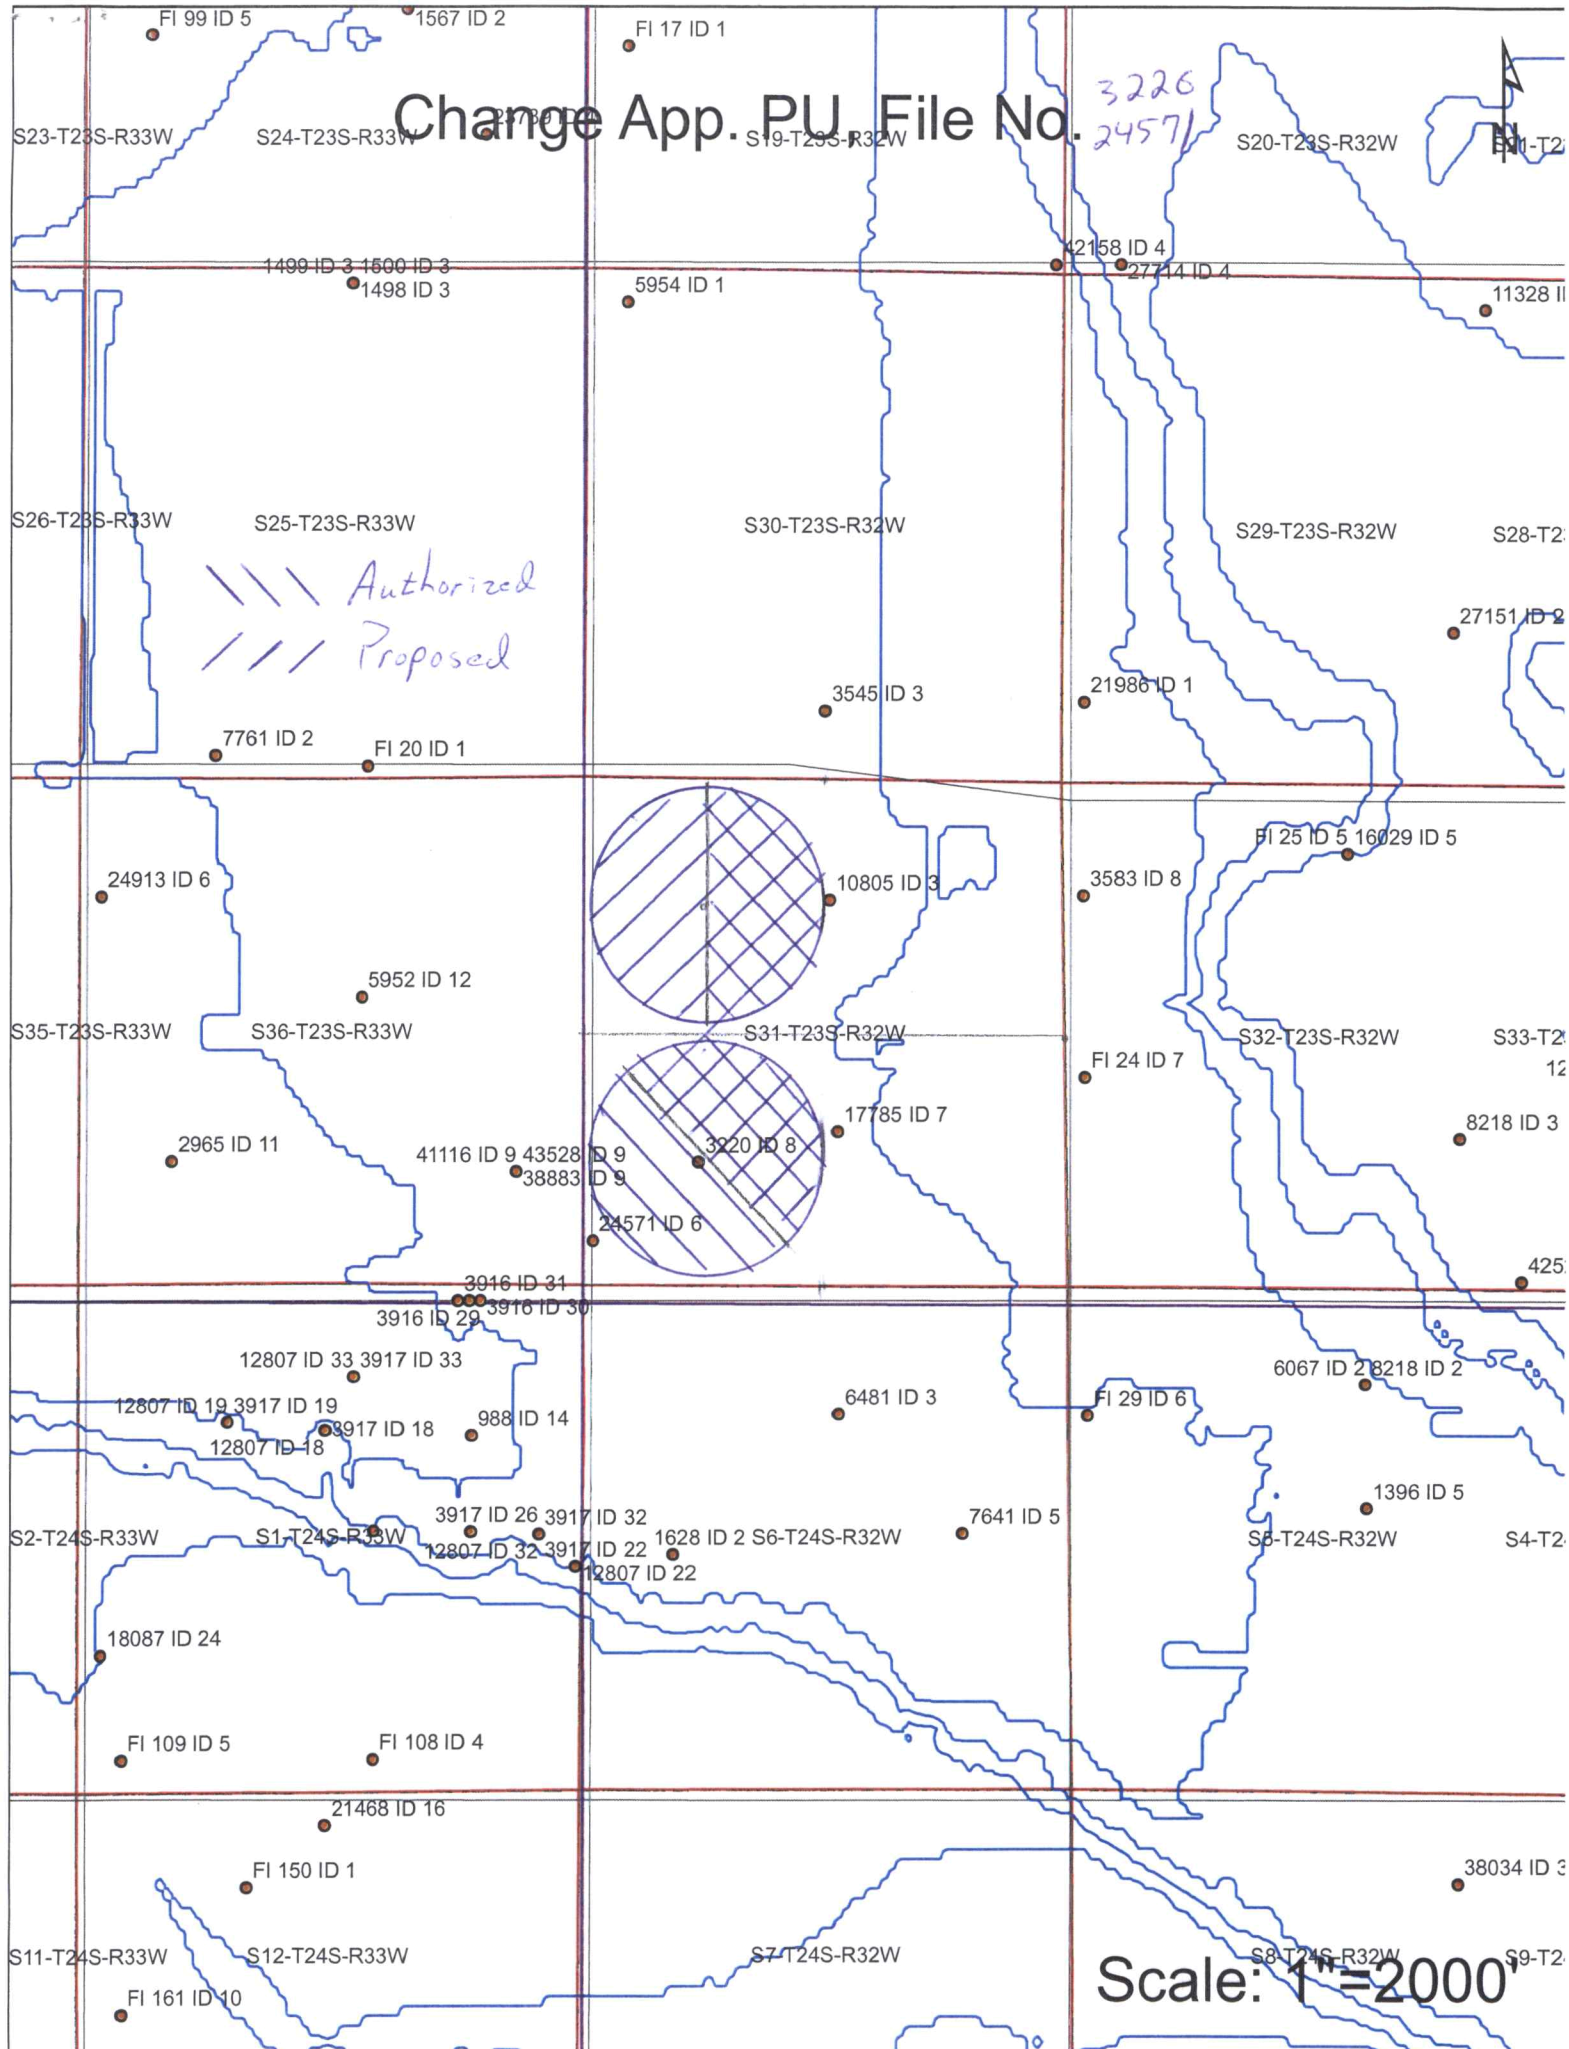 FI 99 ID 5
1567 ID 2
FI 17 ID 1
Change App. PU, File No.
3226
24571
N
S23-T23S-R33W
S24-T23S-R33W
S19-T23S-R32W
S20-T23S-R32W
42158 ID 4
27714 ID 4
1499 ID 3 1500 ID 3
1498 ID 3
5954 ID 1
11328
S26-T23S-R33W
S25-T23S-R33W
S30-T23S-R32W
S29-T23S-R32W
S28-T23
Authorized
Proposed
27151 ID 2
3545 ID 3
21986 ID 1
7761 ID 2
FI 20 ID 1
FI 25 ID 5 16029 ID 5
24913 ID 6
10805 ID 3
3583 ID 8
5952 ID 12
S35-T23S-R33W
S36-T23S-R33W
S31-T23S-R32W
S32-T23S-R32W
S33-T2
12
FI 24 ID 7
17785 ID 7
8218 ID 3
2965 ID 11
41116 ID 9 43528 ID 9
38883 ID 9
3220 ID 8
24571 ID 6
425
3916 ID 31
3916 ID 30
3916 ID 29
12807 ID 33 3917 ID 33
6067 ID 2 8218 ID 2
12807 ID 19 3917 ID 19
3917 ID 18
12807 ID 18
988 ID 14
6481 ID 3
FI 29 ID 6
1396 ID 5
3917 ID 26
3917 ID 32
7641 ID 5
S2-T24S-R33W
S1-T24S-R33W
1628 ID 2
S6-T24S-R32W
S5-T24S-R32W
S4-T2
12807 ID 32 3917 ID 22
12807 ID 22
18087 ID 24
FI 109 ID 5
FI 108 ID 4
21468 ID 16
FI 150 ID 1
38034 ID 3
S11-T24S-R33W
S12-T24S-R33W
S7-T24S-R32W
S8-T24S-R32W
S9-T2
Scale: 1"=2000'
FI 161 ID 10